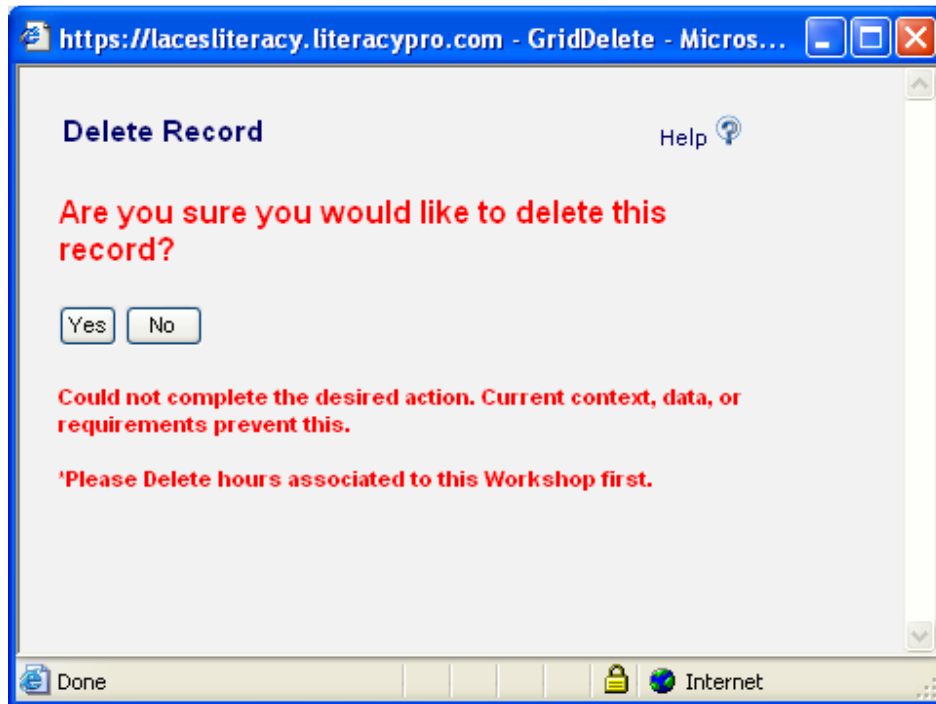 https://lacesliteracy.literacypro.com - GridDelete - Micros...
Delete Record
Help
Are you sure you would like to delete this
record?
Yes No
Could not complete the desired action. Current context, data, or
requirements prevent this.
*Please Delete hours associated to this Workshop first.
Done
Internet